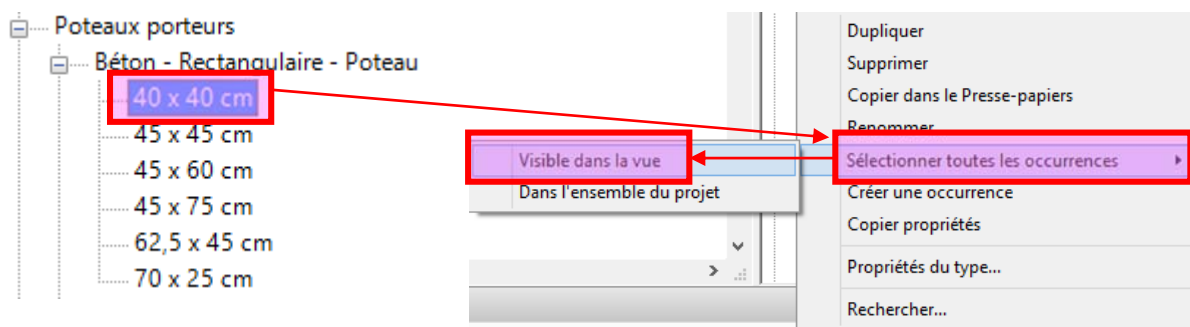 Poteaux porteurs
Béton - Rectangulaire - Poteau
40 x 40 cm
45 x 45 cm
45 x 60 cm
45 x 75 cm
62,5 x 45 cm
70 x 25 cm
Visible dans la vue
Dans l'ensemble du projet
Dupliquer
Supprimer
Copier dans le Presse-papiers
Renommer
Sélectionner toutes les occurrences
Créer une occurrence
Copier propriétés
Propriétés du type...
Rechercher...